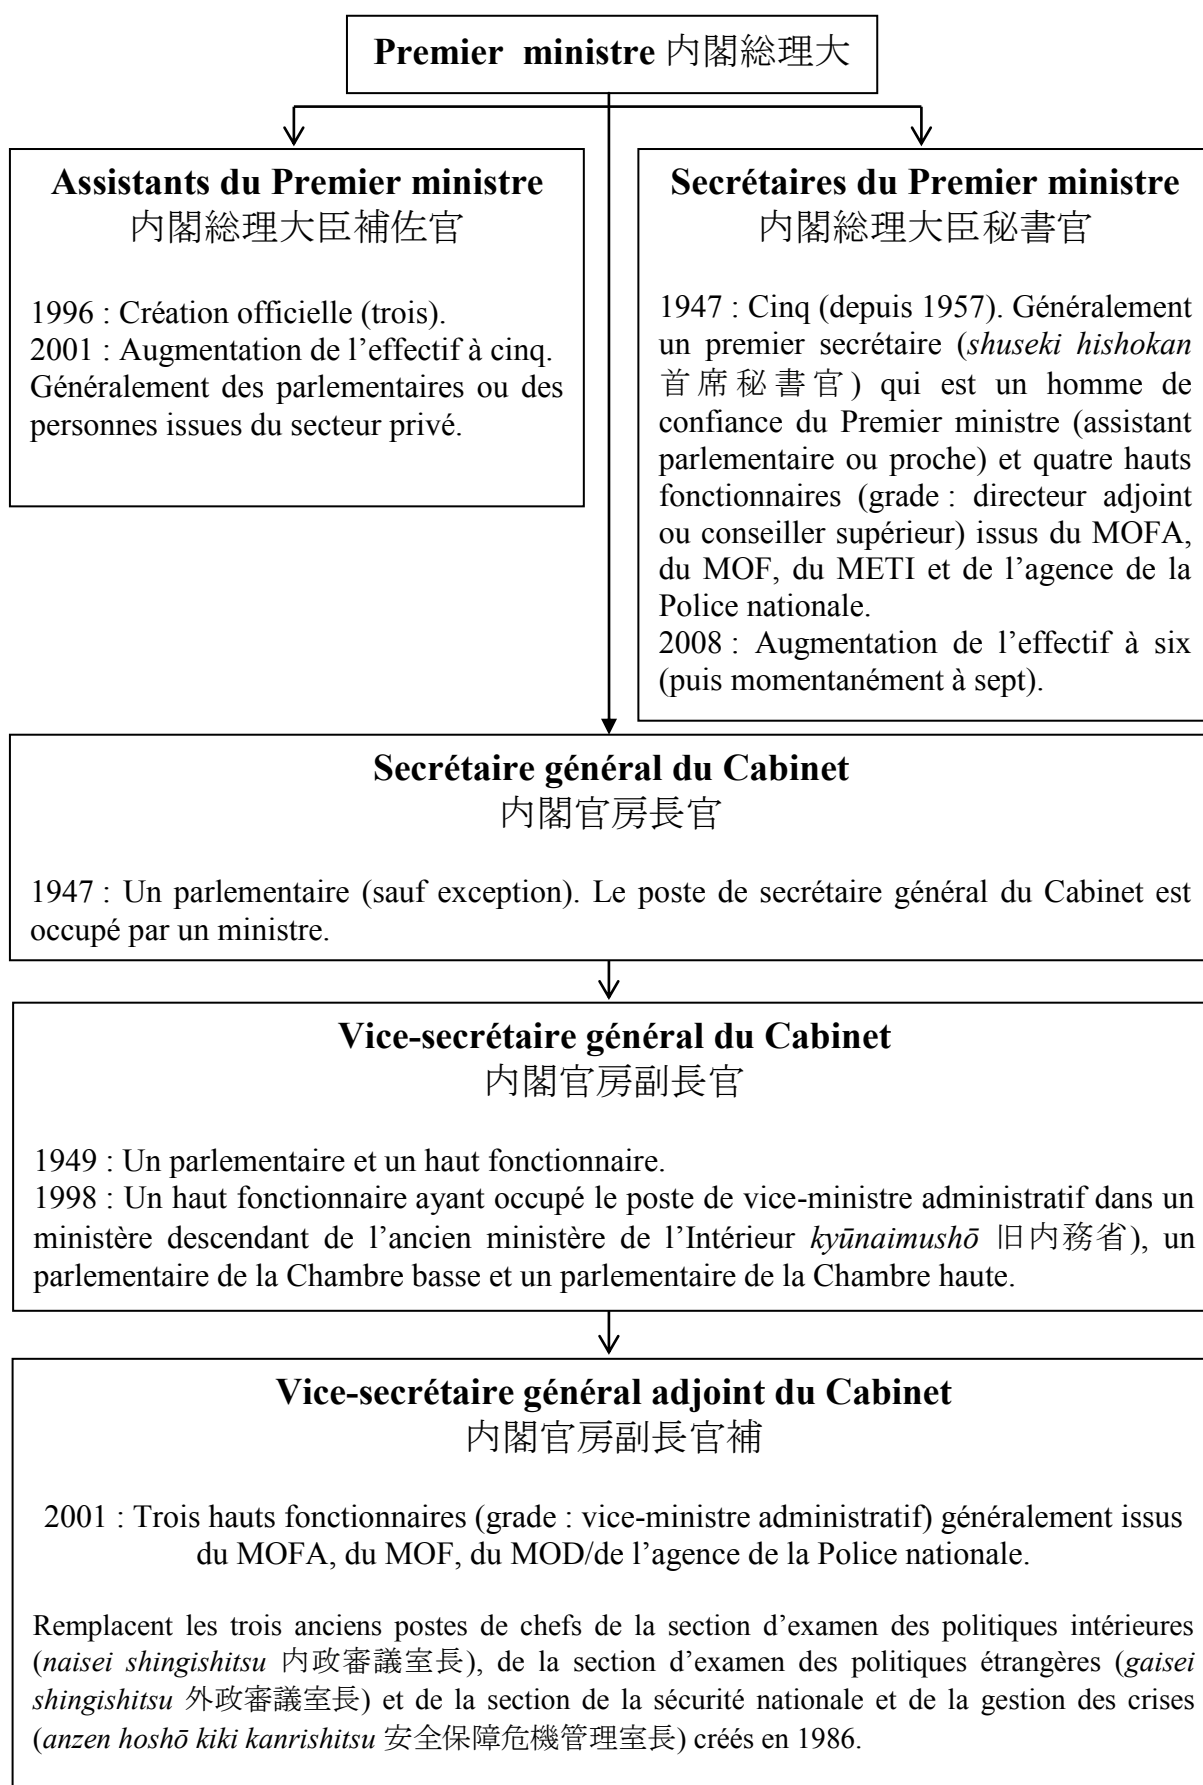 Premier ministre 内閣総理大
Assistants du Premier ministre
内閣総理大臣補佐官
1996 : Création officielle (trois).
2001 : Augmentation de l’effectif à cinq.
Généralement des parlementaires ou des
personnes issues du secteur privé.
Secrétaires du Premier ministre
内閣総理大臣秘書官
1947 : Cinq (depuis 1957). Généralement
un premier secrétaire (shuseki hishokan
首席秘書官) qui est un homme de
confiance du Premier ministre (assistant
parlementaire ou proche) et quatre hauts
fonctionnaires (grade : directeur adjoint
ou conseiller supérieur) issus du MOFA,
du MOF, du METI et de l’agence de la
Police nationale.
2008 : Augmentation de l’effectif à six
(puis momentanément à sept).
Secrétaire général du Cabinet
内閣官房長官
1947 : Un parlementaire (sauf exception). Le poste de secrétaire général du Cabinet est
occupé par un ministre.
Vice-secrétaire général du Cabinet
内閣官房副長官
1949 : Un parlementaire et un haut fonctionnaire.
1998 : Un haut fonctionnaire ayant occupé le poste de vice-ministre administratif dans un
ministère descendant de l’ancien ministère de l’Intérieur kyūnaimushō 旧内務省), un
parlementaire de la Chambre basse et un parlementaire de la Chambre haute.
Vice-secrétaire général adjoint du Cabinet
内閣官房副長官補
2001 : Trois hauts fonctionnaires (grade : vice-ministre administratif) généralement issus
du MOFA, du MOF, du MOD/de l’agence de la Police nationale.
Remplacent les trois anciens postes de chefs de la section d’examen des politiques intérieures
(naisei shingishitsu 内政審議室長), de la section d’examen des politiques étrangères (gaisei
shingishitsu 外政審議室長) et de la section de la sécurité nationale et de la gestion des crises
(anzen hoshō kiki kanrishitsu 安全保障危機管理室長) créés en 1986.